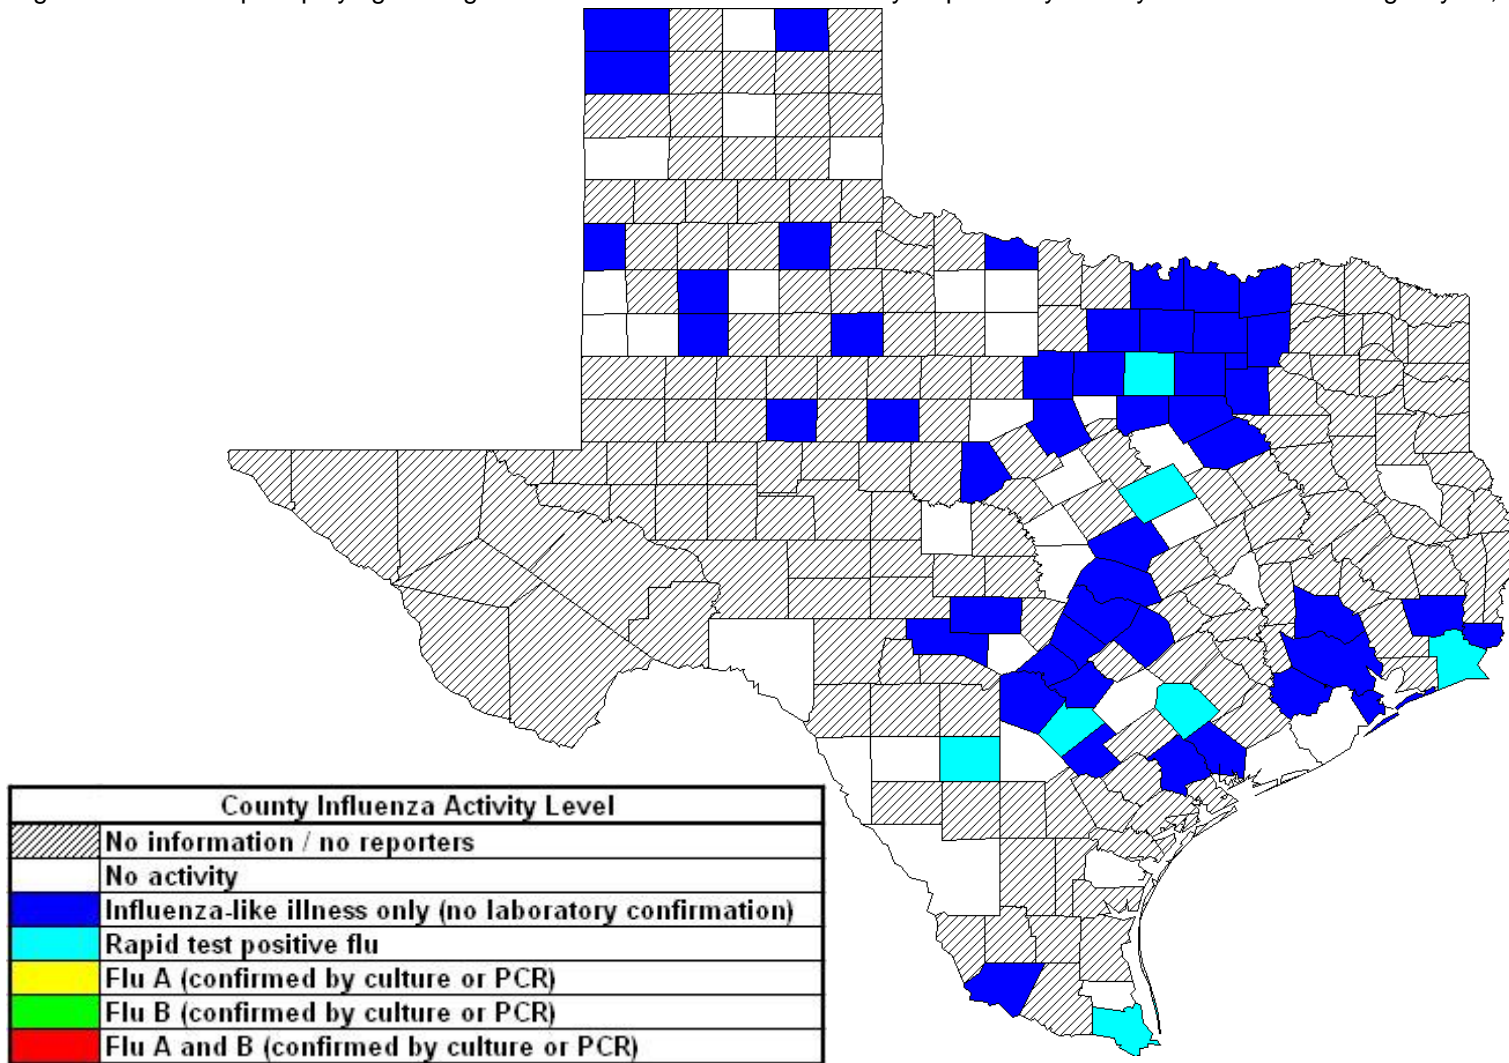 County Influenza Activity Level
No information / no reporters
No activity
Influenza-like illness only (no laboratory confirmation)
Rapid test positive flu
Flu A (confirmed by culture or PCR)
Flu B (confirmed by culture or PCR)
Flu A and B (confirmed by culture or PCR)